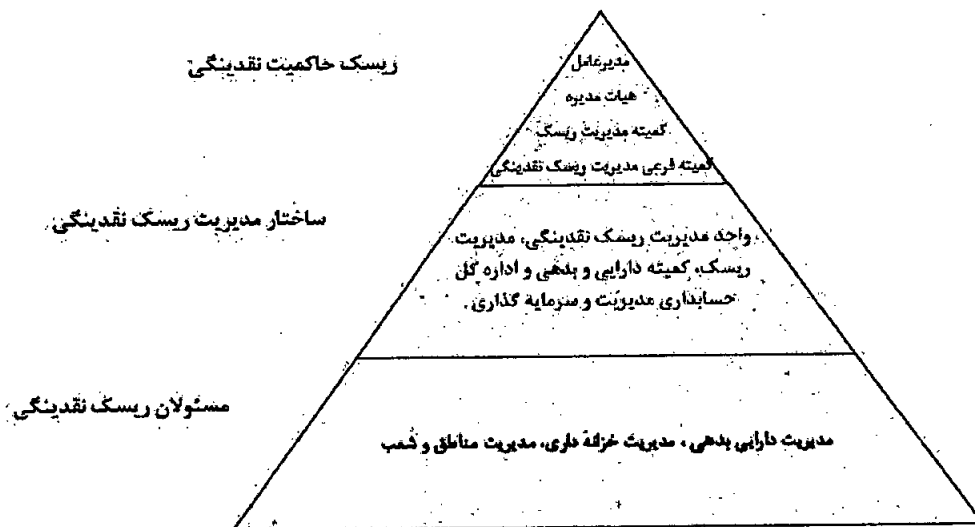 ریسک حاکمیت نقدینگی
مدیرعامل
هیات مدیره
کمیته مدیریت ریسک
کمیته فرعی مدیریت ریسک نقدینگی
ساختار مدیریت ریسک نقدینگی
واحد مدیریت ریسک نقدینگی، مدیریت
ریسک، کمیته دارایی و بدهی و اداره کل
حسابداری مدیریت و سرمایه گذاری.
مسئولان ریسک نقدینگی
مدیریت دارایی بدهی، مدیریت خزانه داری، مدیریت مناطق و شعب